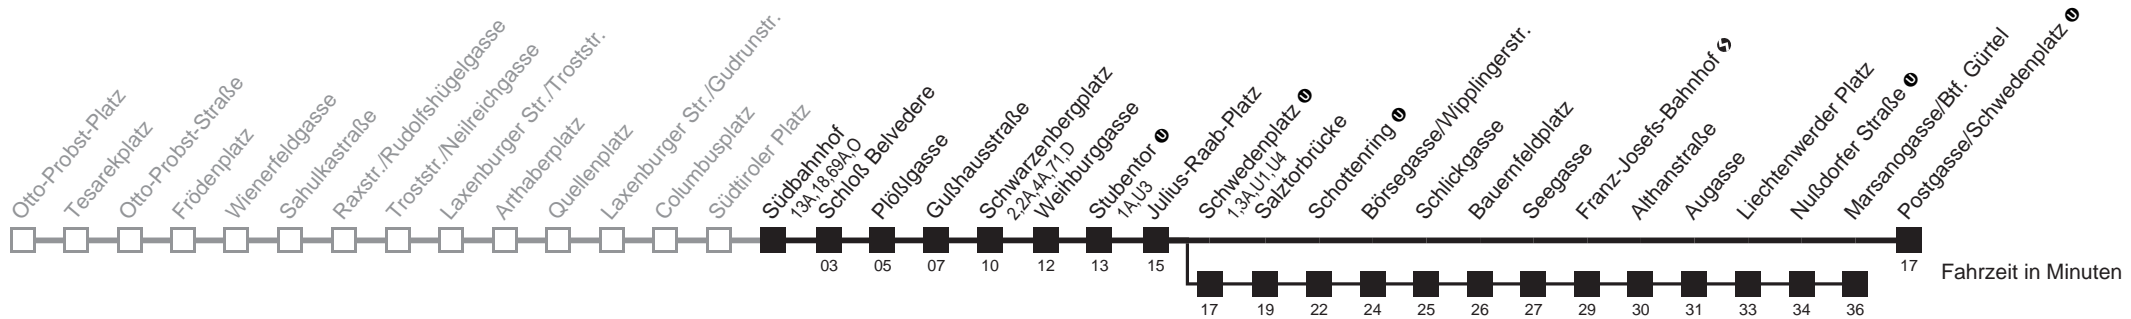 Otto-Probst-Platz
Tesarekplatz
Otto-Probst-Straße
Frödenplatz
Wienerfeldgasse
Sahulkastraße
Raxstr./Rudolfshügelgasse
Troststr./Neilreichgasse
Laxenburger Str./Troststr.
Arthaberplatz
Quellenplatz
Laxenburger Str./Gudrunstr.
Columbusplatz
Südtiroler Platz
Südbahnhof
13A,18,69A,O
Schloß Belvedere
Plößlgasse
Gußhausstraße
Schwarzenbergplatz
2,2A,4A,71,D
Weihburggasse
Stubentor U
1A,U3
Julius-Raab-Platz
Schwedenplatz U
1,3A,U1,U4
Salztorbrücke
Schottenring U
Börsegasse/Wipplingerstr.
Schlickgasse
Bauernfeldplatz
Seegasse
Franz-Josefs-Bahnhof
Althanstraße
Augasse
Liechtenwerder Platz
Nußdorfer Straße U
Marsanogasse/Btf. Gürtel
Postgasse/Schwedenplatz U
03 05 07 10 12 13 15 17
Fahrzeit in Minuten
17 19 22 24 25 26 27 29 30 31 33 34 36